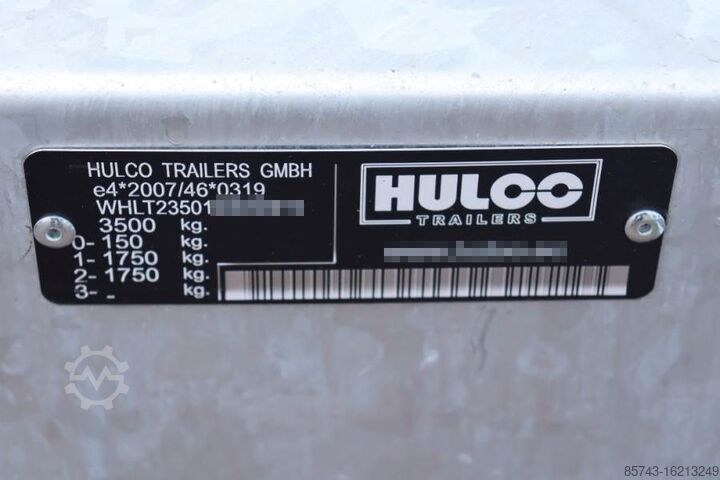 HULCO TRAILERS GMBH
e4*2007/46*0319
WHLT23501
3500 kg.
0- 150 kg.
1- 1750 kg.
2- 1750 kg.
3- - kg.
HULCO
TRAILERS
85743-16213249